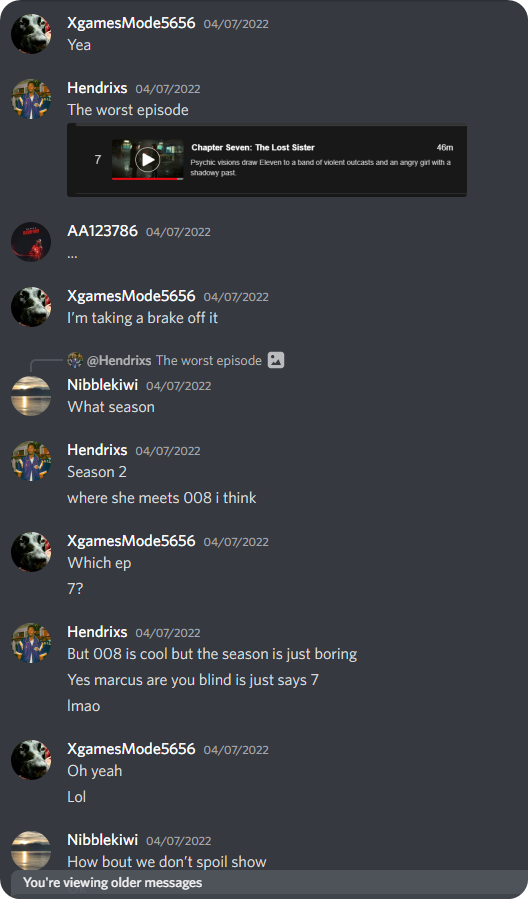 XgamesMode5656 04/07/2022
Yea
Hendrixs 04/07/2022
The worst episode
7 Chapter Seven: The Lost Sister 46m
Psychic visions draw Eleven to a band of violent outcasts and an angry girl with a
shadowy past.
AA123786 04/07/2022
...
XgamesMode5656 04/07/2022
I'm taking a brake off it
@Hendrixs The worst episode
Nibblekiwi 04/07/2022
What season
Hendrixs 04/07/2022
Season 2
where she meets 008 i think
XgamesMode5656 04/07/2022
Which ep
7?
Hendrixs 04/07/2022
But 008 is cool but the season is just boring
Yes marcus are you blind is just says 7
lmao
XgamesMode5656 04/07/2022
Oh yeah
Lol
Nibblekiwi 04/07/2022
How bout we don't spoil show
You're viewing older messages